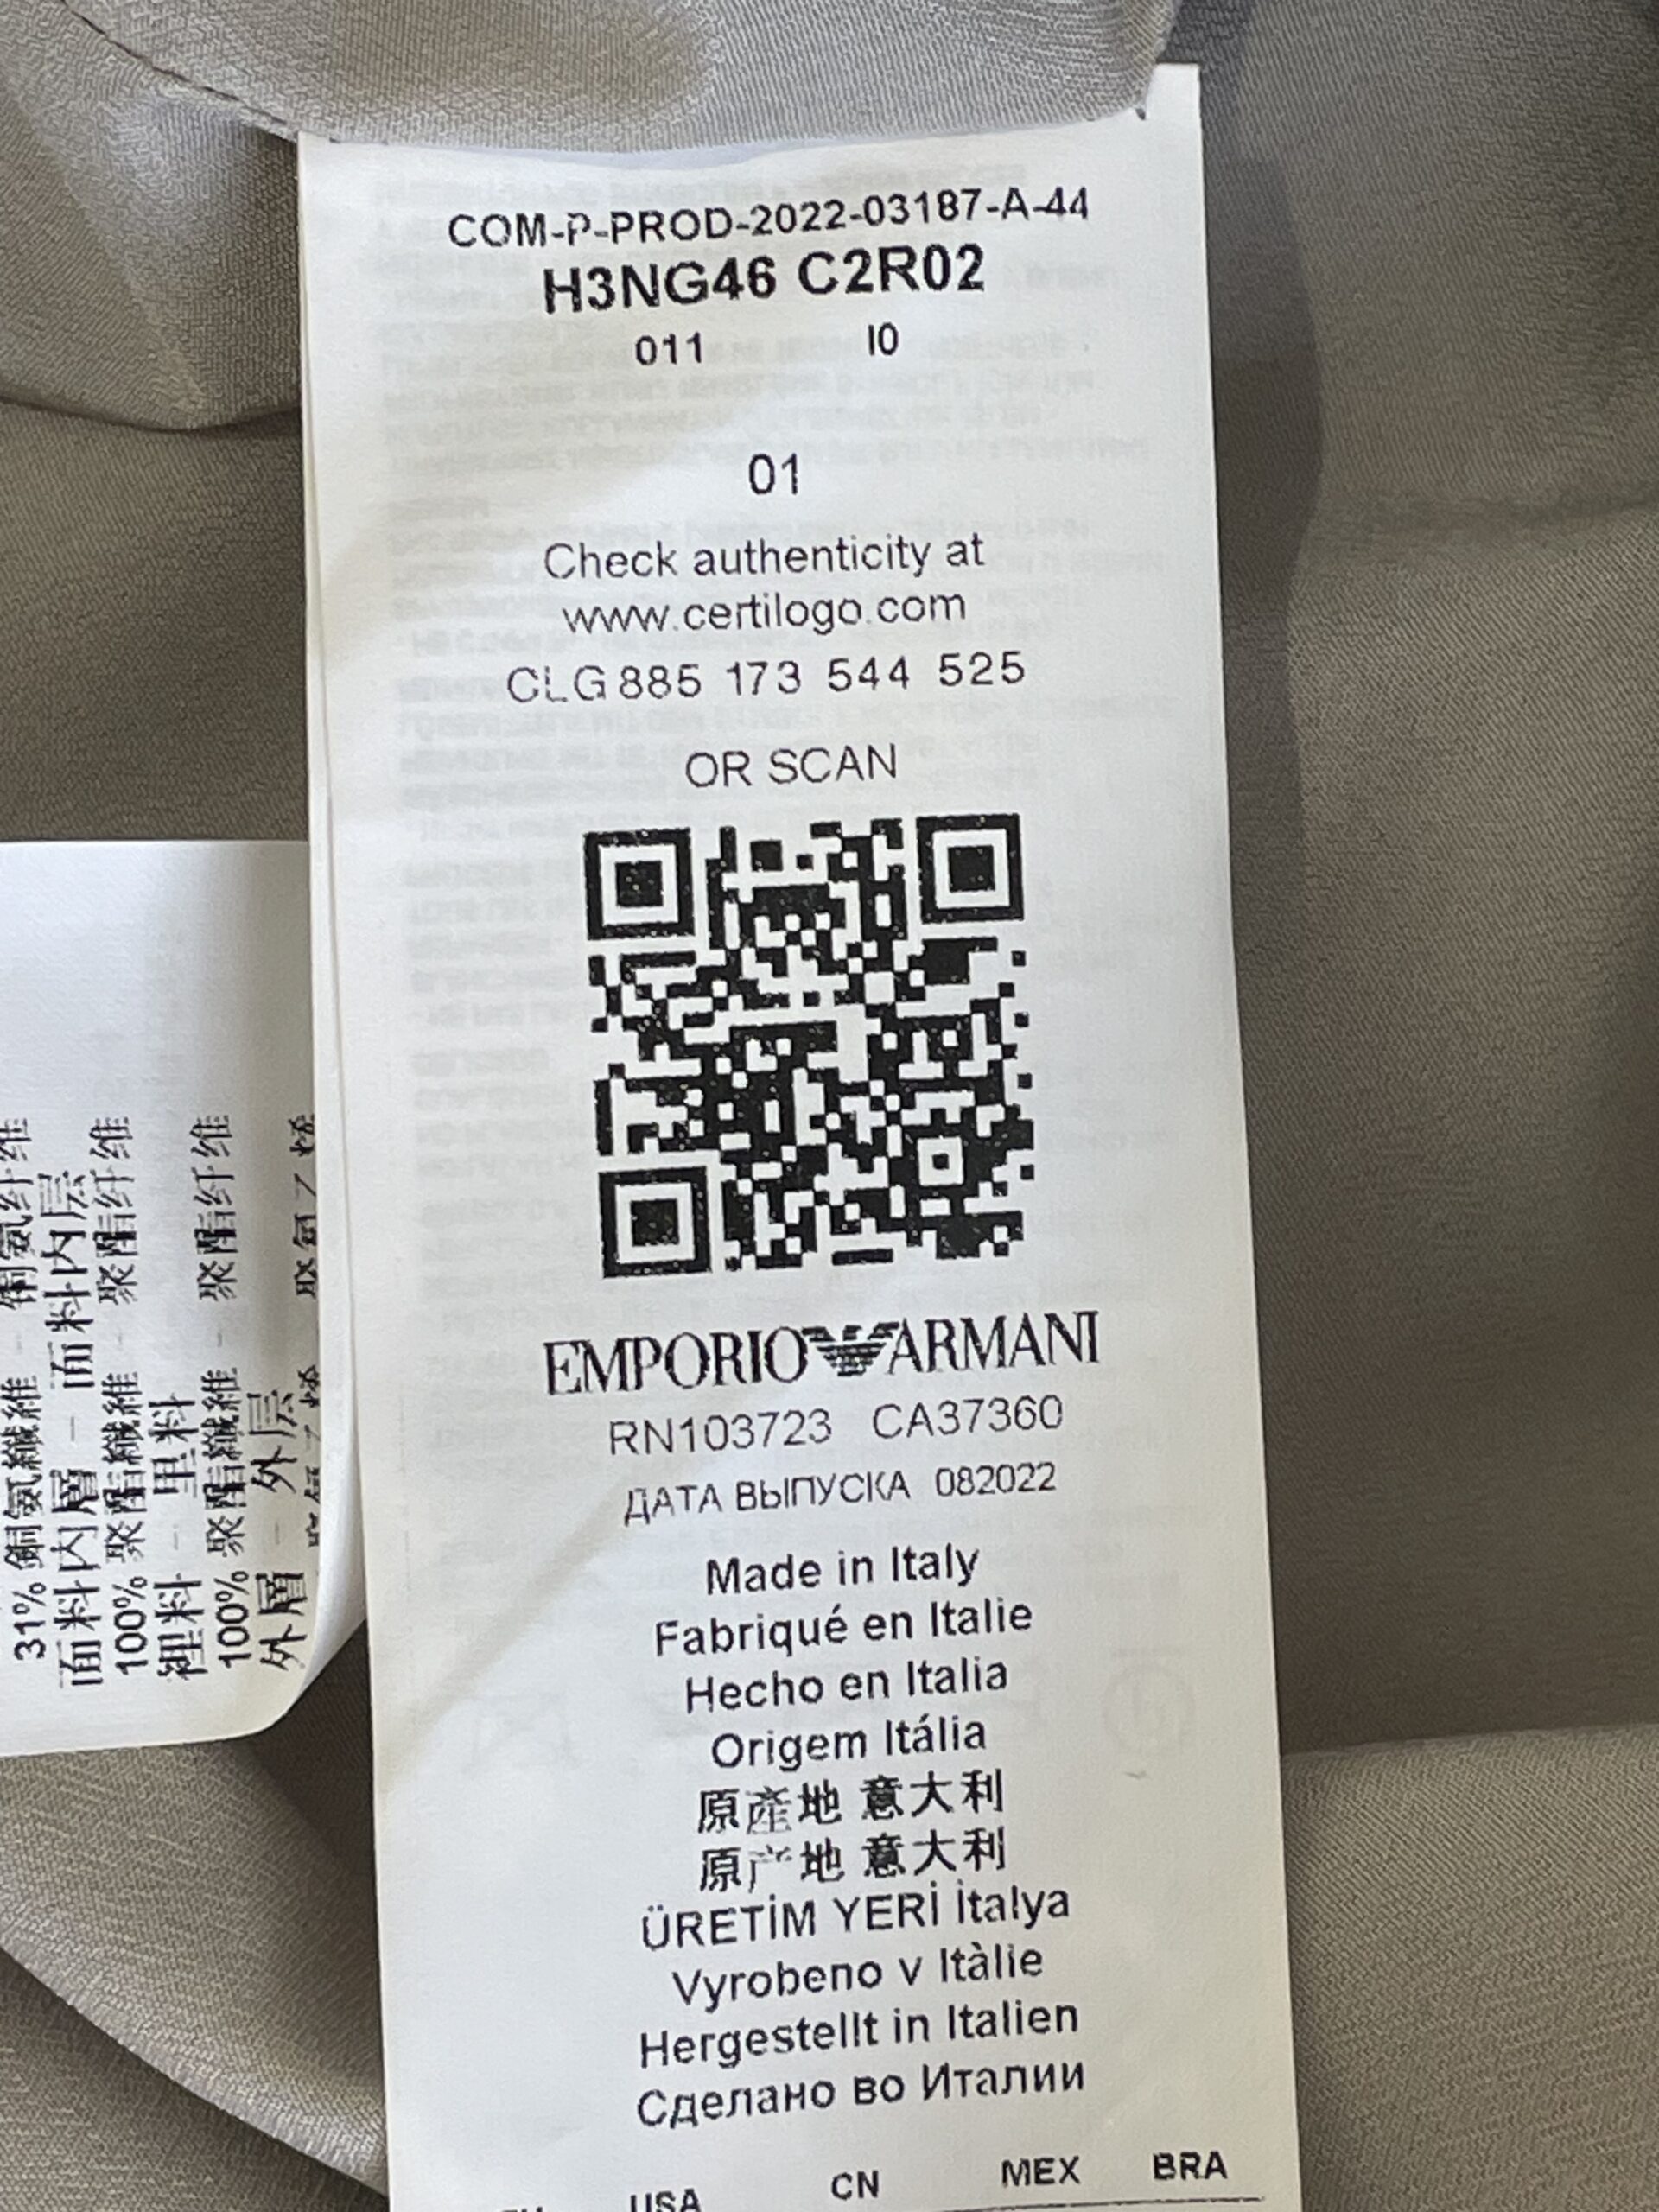 COM-P-PROD-2022-03187-A-44
H3NG46 C2R02
011 I0
01
Check authenticity at
www.certilogo.com
CLG 885 173 544 525
OR SCAN
EMPORIO ARMANI
RN103723 CA37360
ДАТА ВЫПУСКА 082022
Made in Italy
Fabriqué en Italie
Hecho en Italia
Origem Itália
原產地 意大利
原产地 意大利
ÜRETİM YERİ İtalya
Vyrobeno v Itàlie
Hergestellt in Italien
Сделано во Италии
USA CN MEX BRA
31% 銅氨纖維 - 铜氨纤维
面料内層 - 面料内层
100% 聚酯纖維 - 聚酯纤维
裡料 - 里料
100% 聚酯纖維 - 聚酯纤维
外層 - 外层